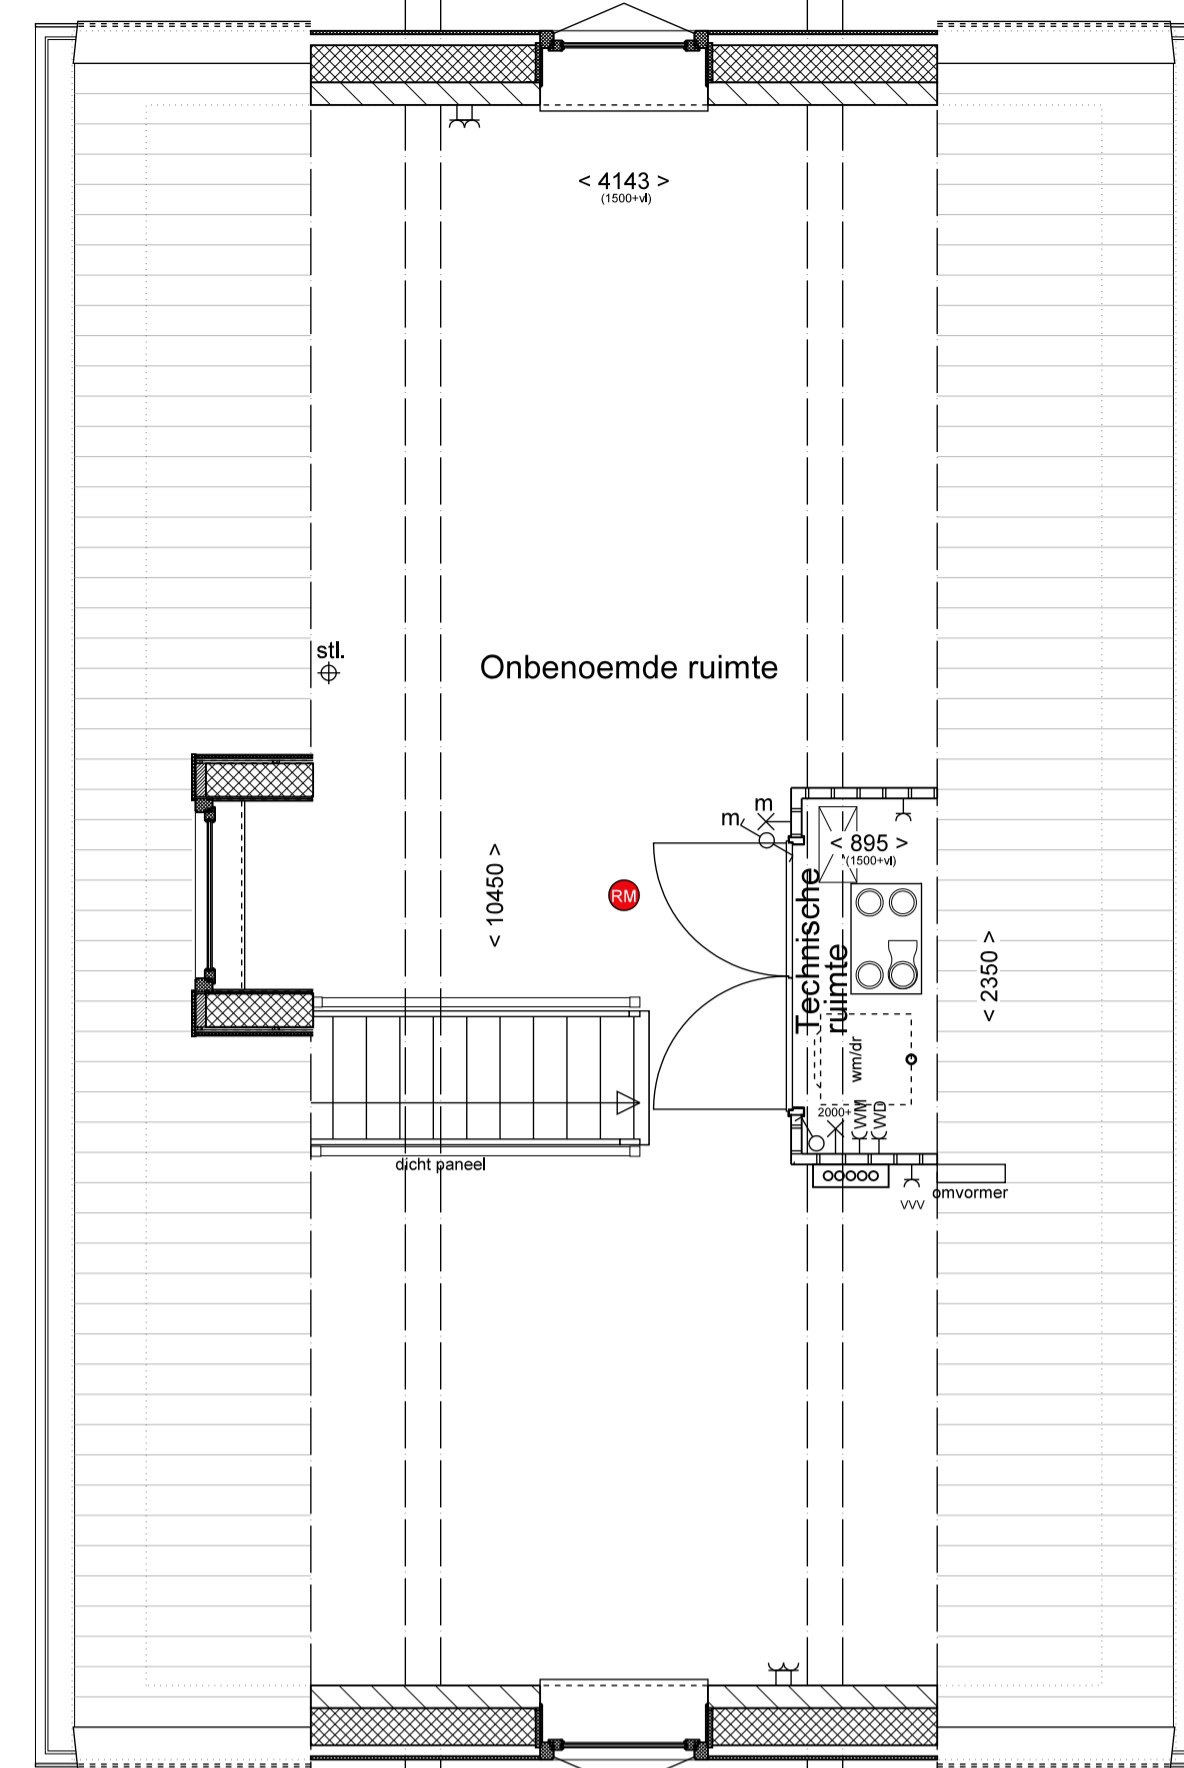 < 4143 >
(1500+vl)
stl.
Onbenoemde ruimte
m
m
< 895 >
(1500+vl)
< 10450 >
RM
Technische
ruimte
< 2350 >
wm/dr
2000+
WM
WD
dicht paneel
omvormer
VVV